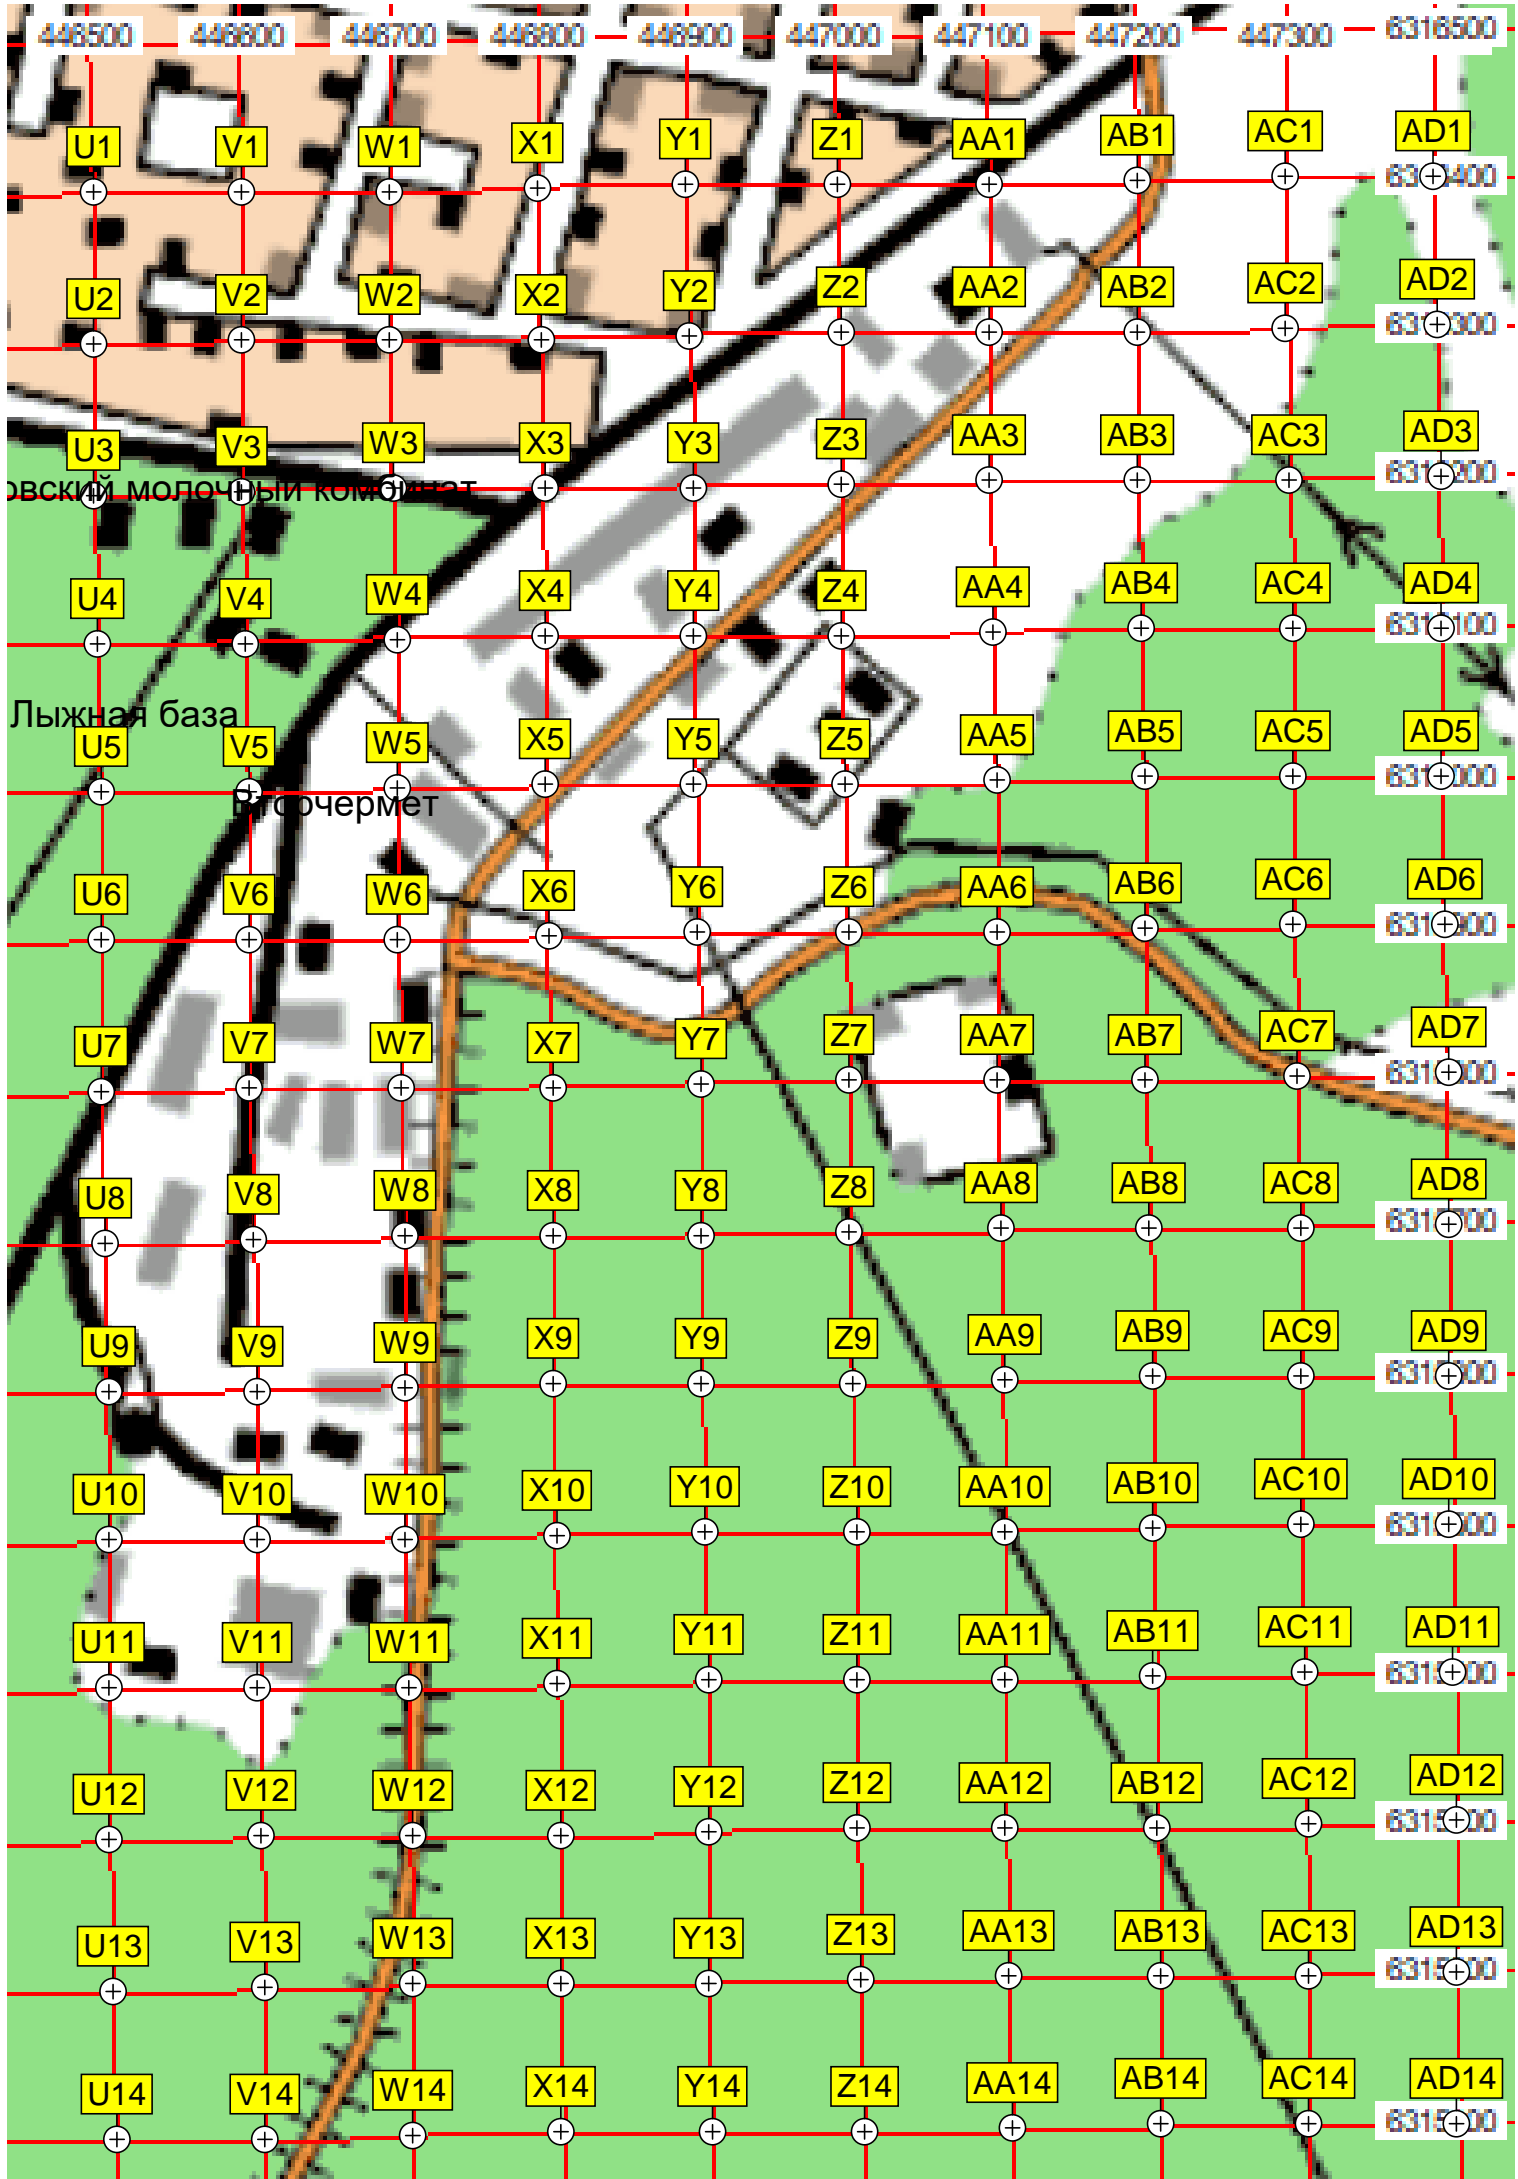 446500 446600 446700 446800 446900 447000 447100 447200 447300 6316500
U1 V1 W1 X1 Y1 Z1 AA1 AB1 AC1 AD1
U2 V2 W2 X2 Y2 Z2 AA2 AB2 AC2 AD2
U3 V3 W3 X3 Y3 Z3 AA3 AB3 AC3 AD3
овский молочный комбинат
U4 V4 W4 X4 Y4 Z4 AA4 AB4 AC4 AD4
Лыжная база
U5 V5 W5 X5 Y5 Z5 AA5 AB5 AC5 AD5
Вторчермет
U6 V6 W6 X6 Y6 Z6 AA6 AB6 AC6 AD6
U7 V7 W7 X7 Y7 Z7 AA7 AB7 AC7 AD7
U8 V8 W8 X8 Y8 Z8 AA8 AB8 AC8 AD8
U9 V9 W9 X9 Y9 Z9 AA9 AB9 AC9 AD9
U10 V10 W10 X10 Y10 Z10 AA10 AB10 AC10 AD10
U11 V11 W11 X11 Y11 Z11 AA11 AB11 AC11 AD11
U12 V12 W12 X12 Y12 Z12 AA12 AB12 AC12 AD12
U13 V13 W13 X13 Y13 Z13 AA13 AB13 AC13 AD13
U14 V14 W14 X14 Y14 Z14 AA14 AB14 AC14 AD14